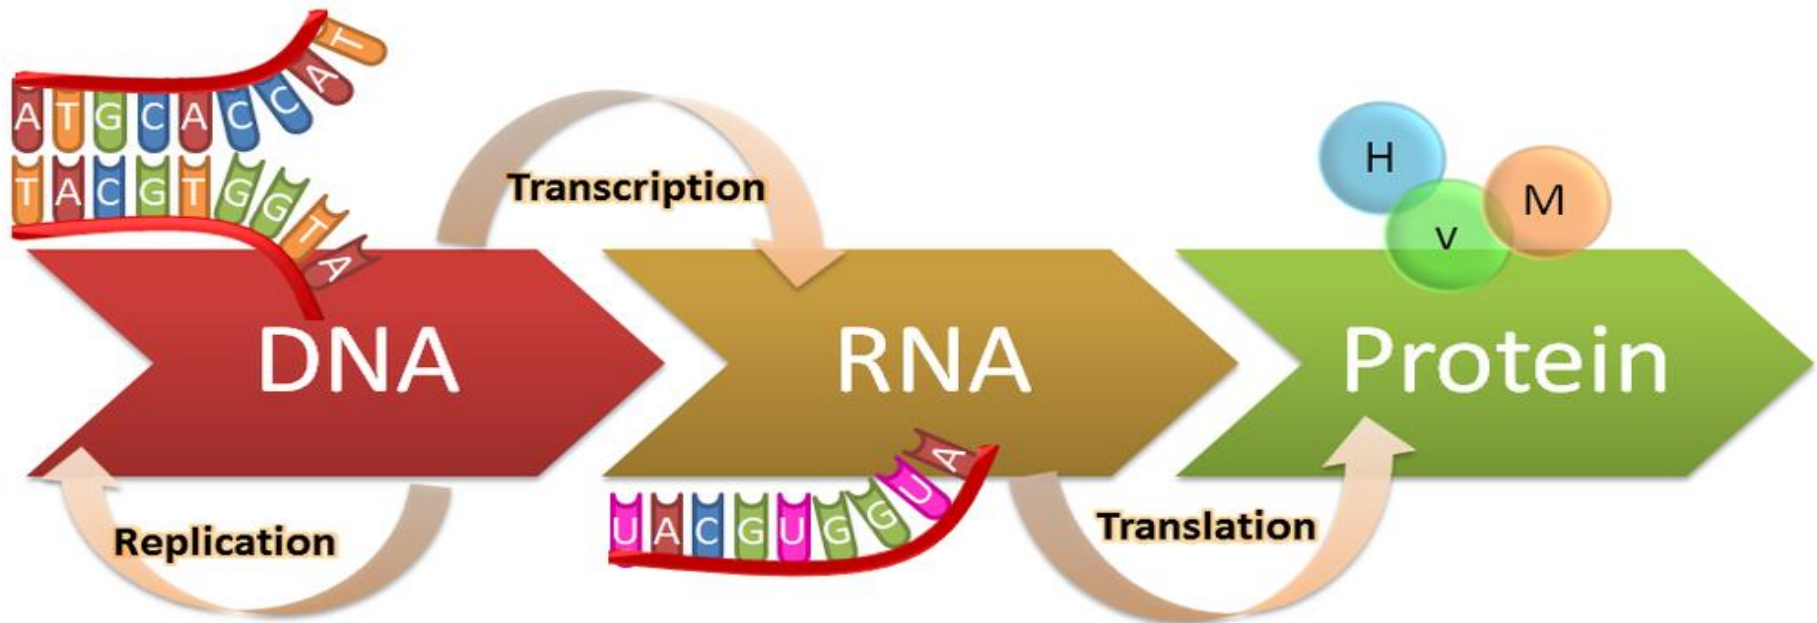 ATGCACCAT
TACGTGGTA
Transcription
H
v
M
DNA
RNA
Protein
Replication
UACGUGGUA
Translation